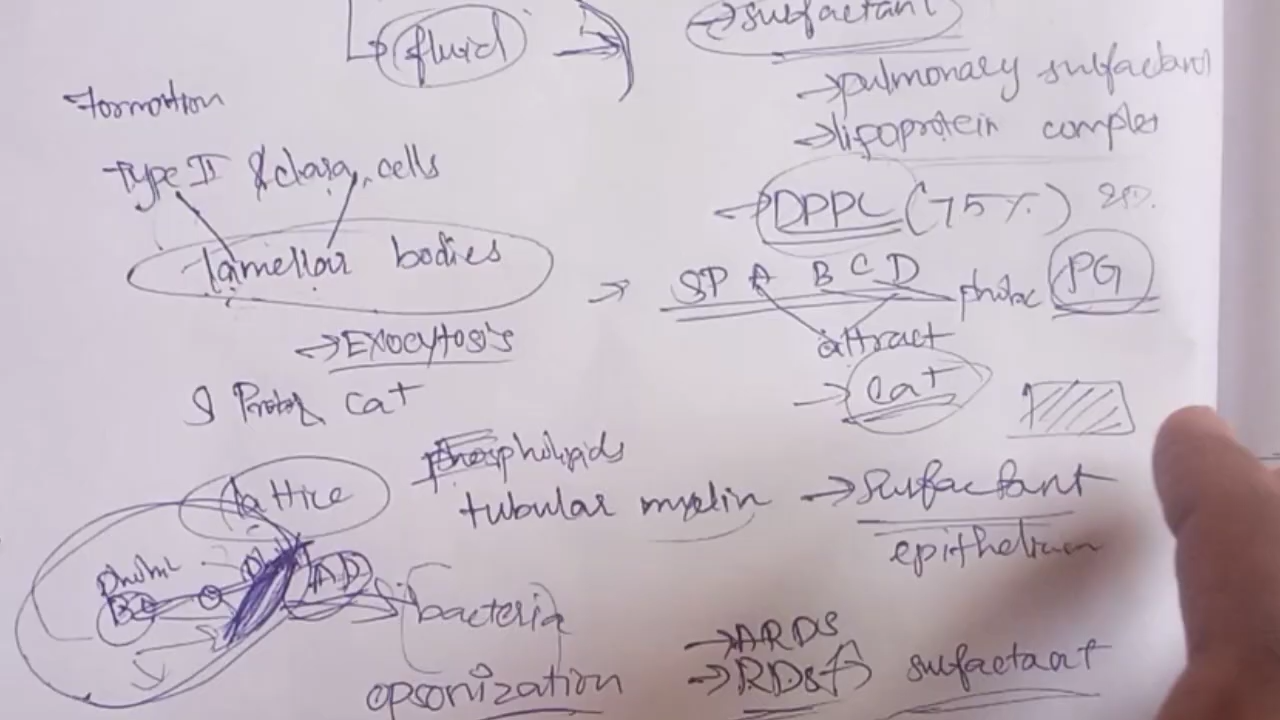 → surfactant
fluid →
→ pulmonary surfactant
Formation
→ lipoprotein complex
Type II & clara cells
→ DPPC (75%)
lamellar bodies
→ SP A B C D PG
attract
→ Exocytosis
→ Ca+
S Ca+
phospholipids
lattice
tubular myelin → surfactant
epithelium
B C
A D
bacteria
→ ARDS
opsonization → RDS surfactant